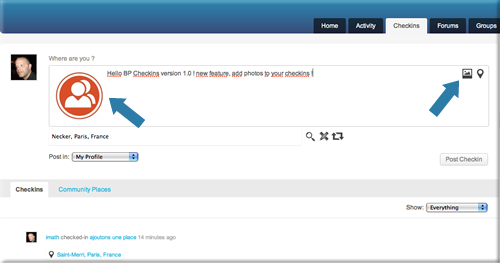 Home Activity Checkins Forums Groups
Where are you ?
Hello BP Checkins version 1.0 ! new feature, add photos to your checkins !
Necker, Paris, France
Post in: My Profile
Post Checkin
Checkins Community Places
Show: Everything
imath checked-in ajoutons une place 14 minutes ago
Saint-Merri, Paris, France